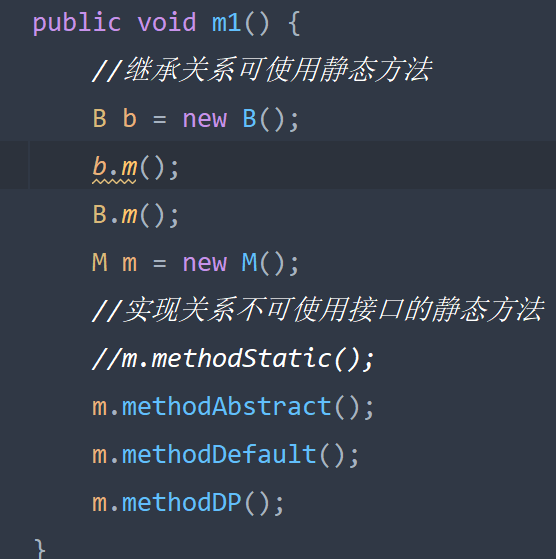 public void m1() {
//继承关系可使用静态方法
B b = new B();
b.m();
B.m();
M m = new M();
//实现关系不可使用接口的静态方法
//m.methodStatic();
m.methodAbstract();
m.methodDefault();
m.methodDP();
}